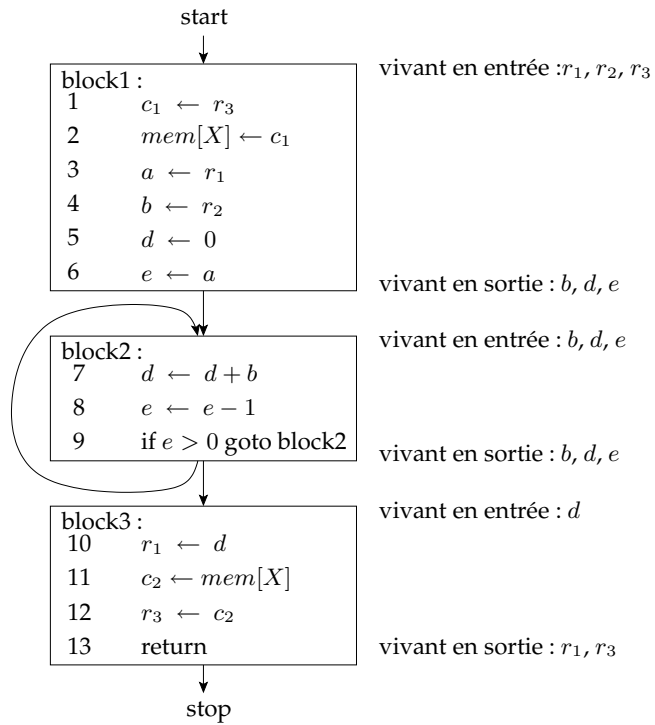 start
vivant en entrée :r₁, r₂, r₃
block1 :
1 c₁ ← r₃
2 mem[X] ← c₁
3 a ← r₁
4 b ← r₂
5 d ← 0
6 e ← a
vivant en sortie : b, d, e
vivant en entrée : b, d, e
block2 :
7 d ← d + b
8 e ← e − 1
9 if e > 0 goto block2
vivant en sortie : b, d, e
vivant en entrée : d
block3 :
10 r₁ ← d
11 c₂ ← mem[X]
12 r₃ ← c₂
13 return
vivant en sortie : r₁, r₃
stop